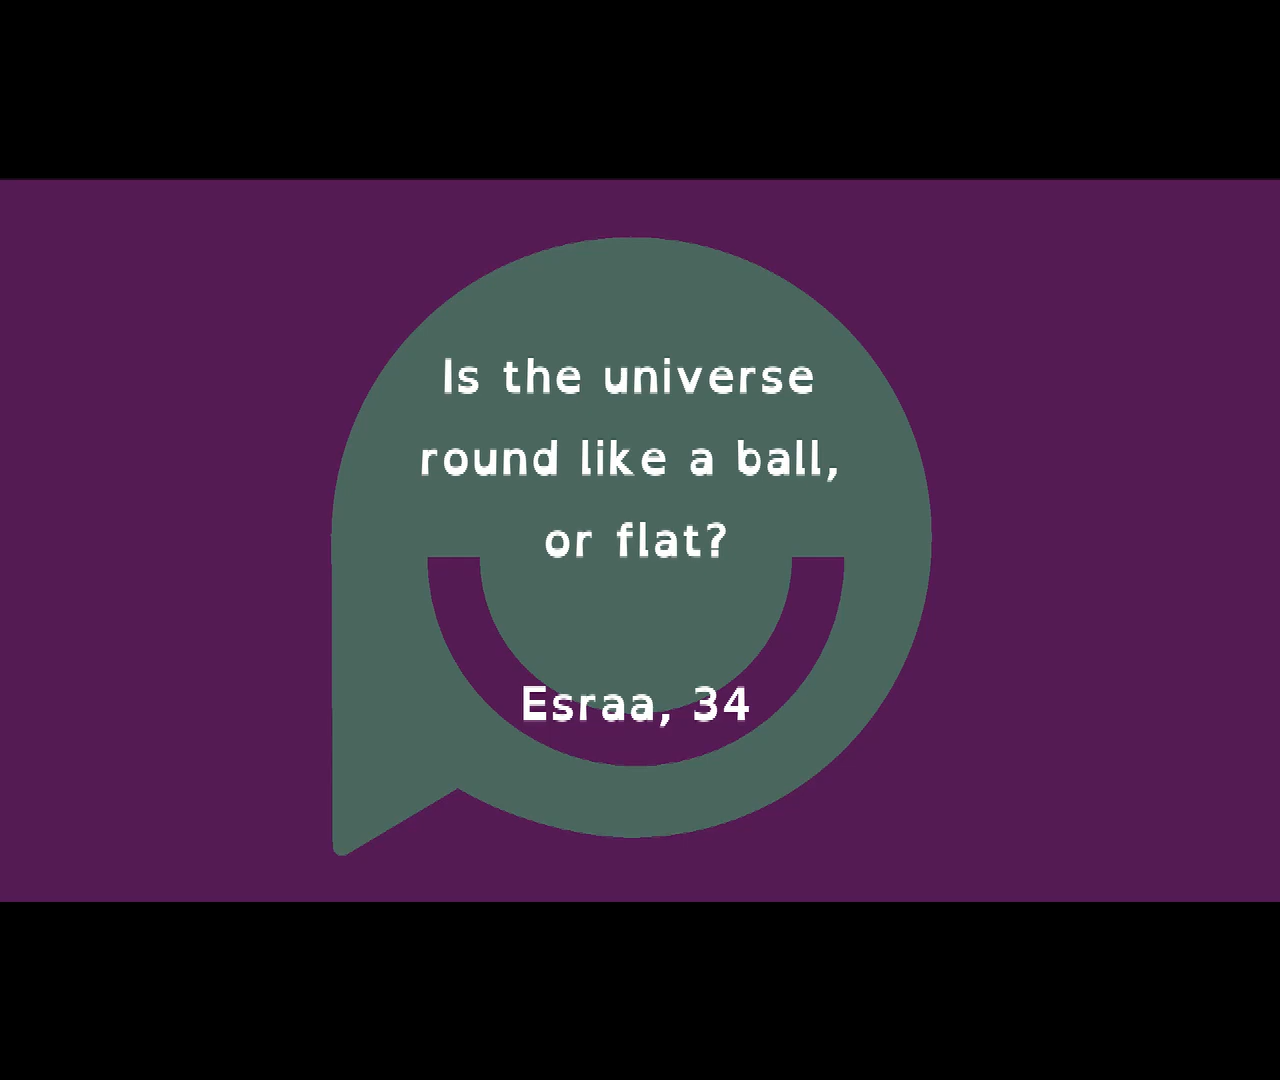 Is the universe
round like a ball,
or flat?
Esraa, 34